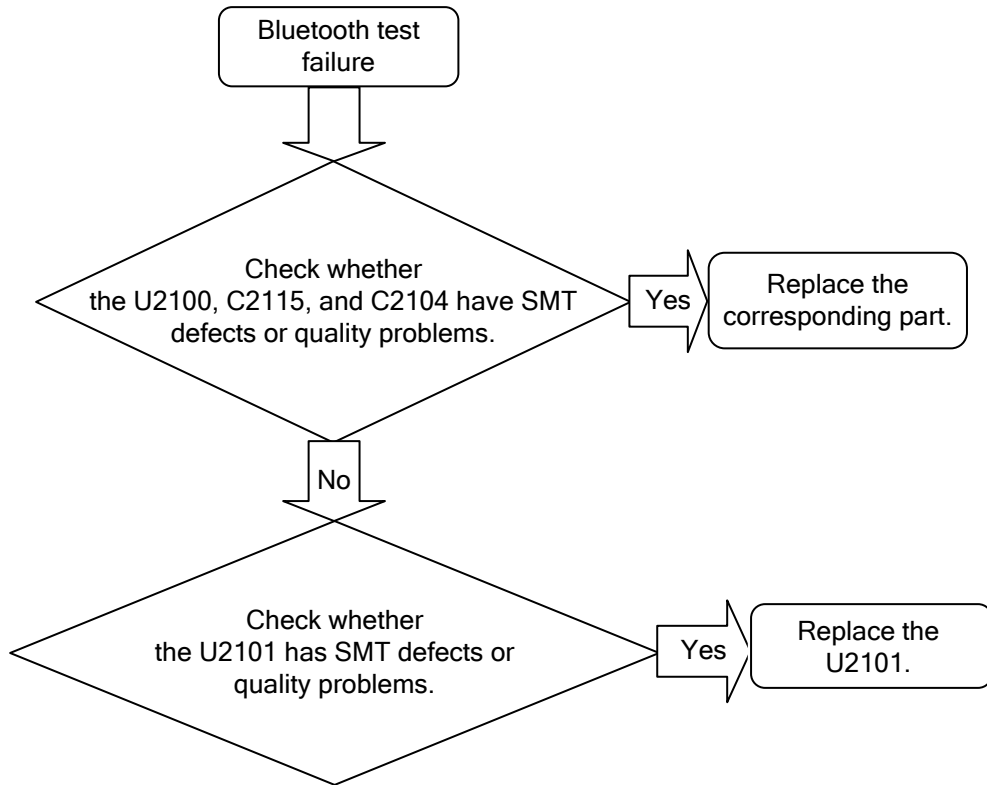 Bluetooth test
failure
Check whether
the U2100, C2115, and C2104 have SMT
defects or quality problems.
Yes
Replace the
corresponding part.
No
Check whether
the U2101 has SMT defects or
quality problems.
Yes
Replace the
U2101.